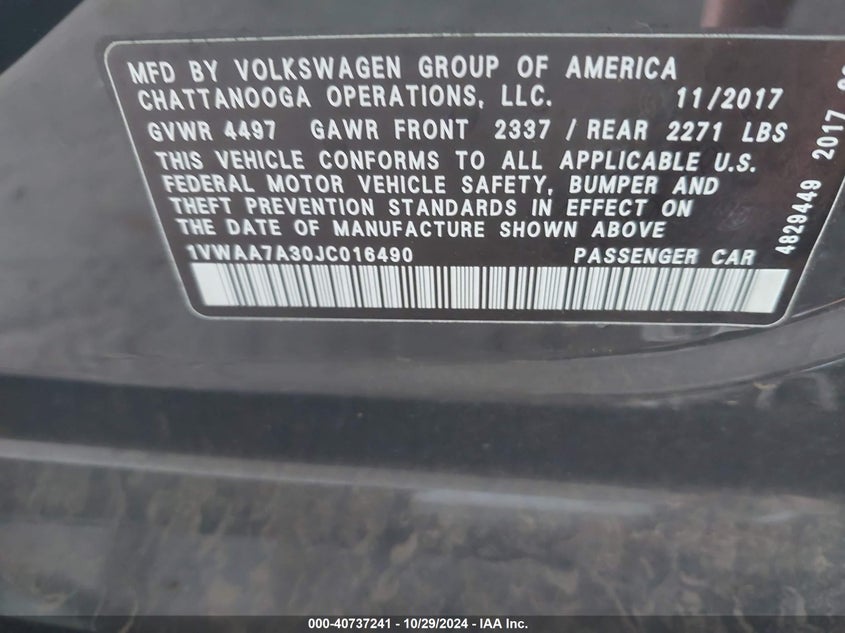 MFD BY VOLKSWAGEN GROUP OF AMERICA
CHATTANOOGA OPERATIONS, LLC. 11/2017
GVWR 4497 GAWR FRONT 2337 / REAR 2271 LBS
THIS VEHICLE CONFORMS TO ALL APPLICABLE U.S.
FEDERAL MOTOR VEHICLE SAFETY, BUMPER AND
THEFT PREVENTION STANDARDS IN EFFECT ON
THE DATE OF MANUFACTURE SHOWN ABOVE
1VWAA7A30JC016490 PASSENGER CAR
4829449 2017
000-40737241 - 10/29/2024 - IAA Inc.